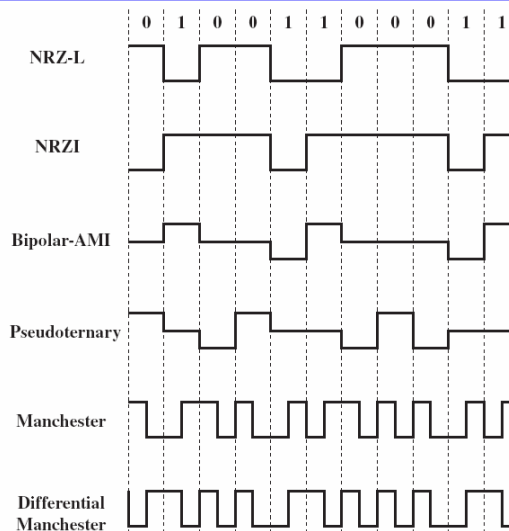 0 1 0 0 1 1 0 0 0 1 1
NRZ-L
NRZI
Bipolar-AMI
Pseudoternary
Manchester
Differential
Manchester